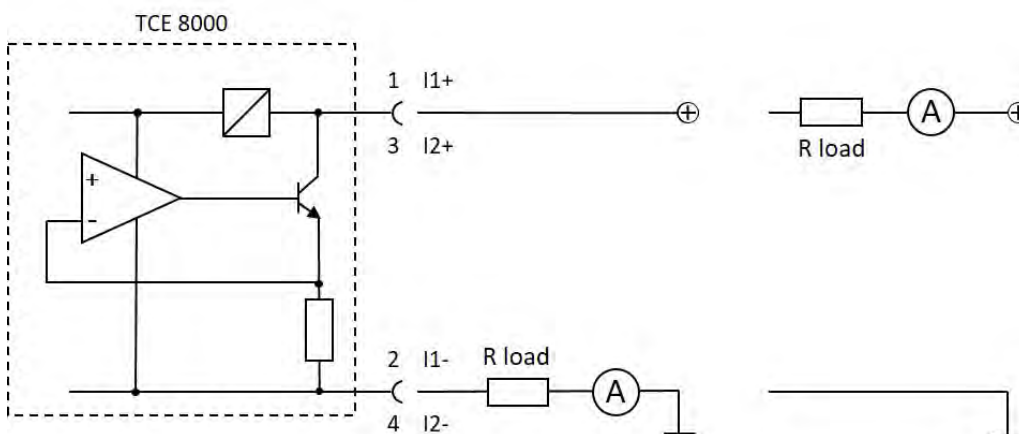 TCE 8000
1 I1+
3 I2+
R load
A
+
-
2 I1-
R load
A
4 I2-